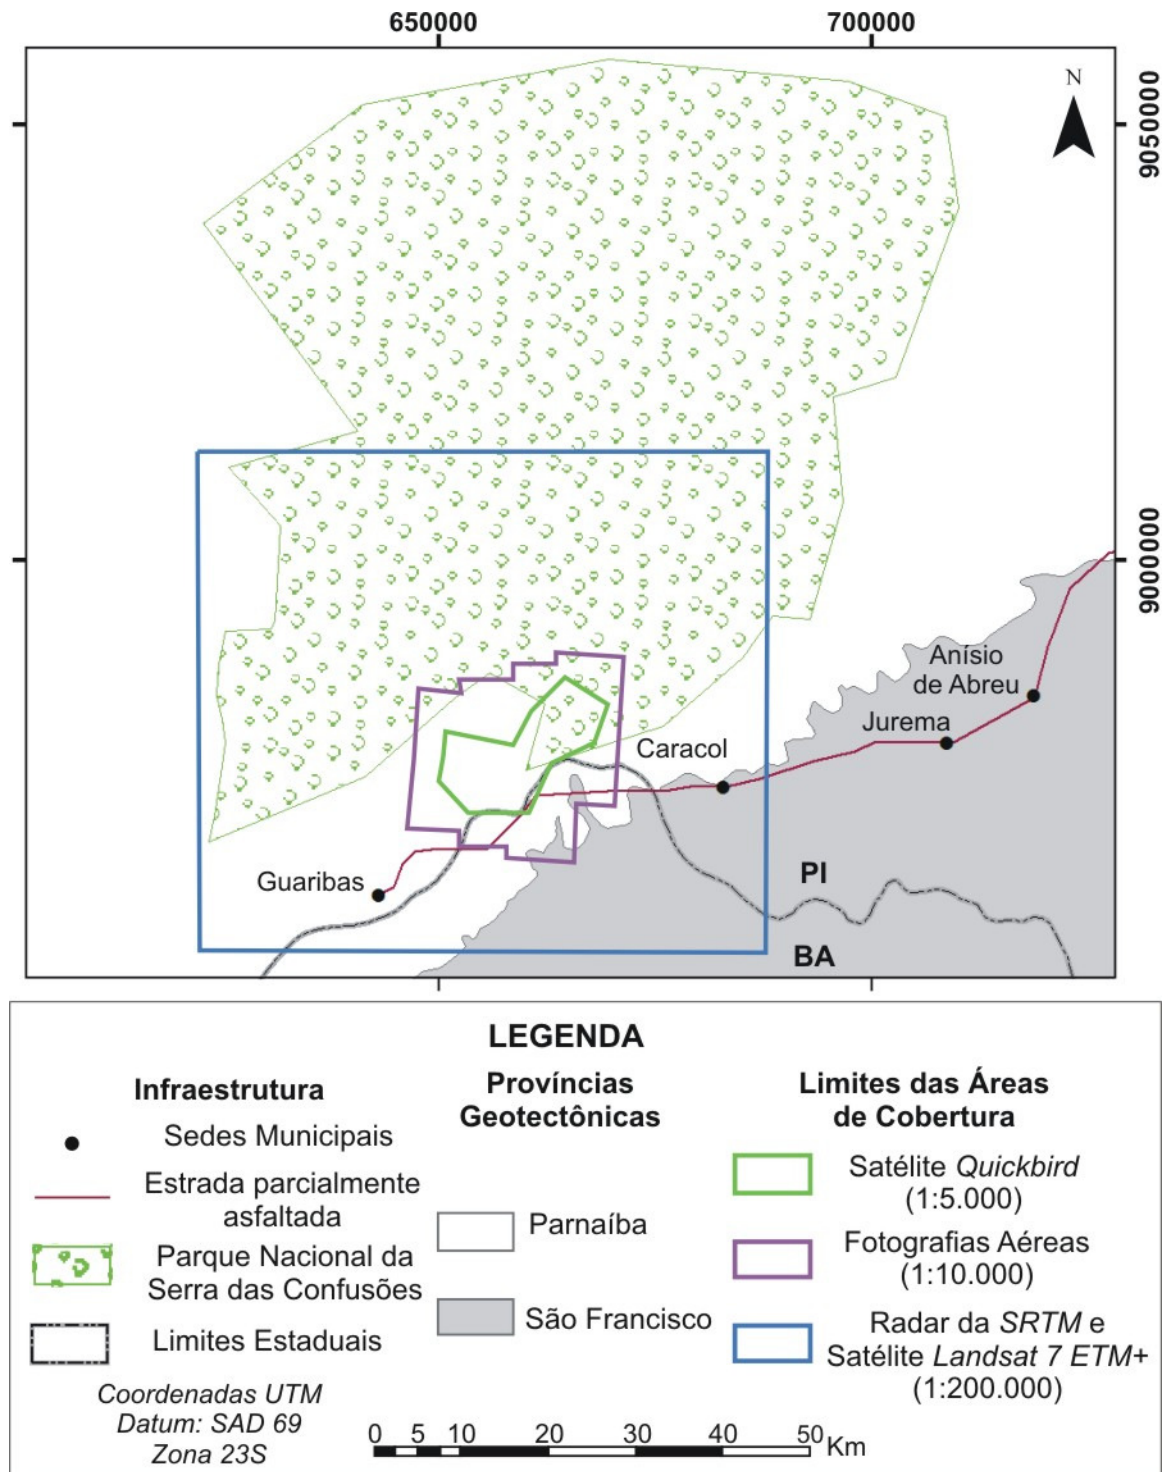 650000
700000
N
9050000
9000000
Anísio
de Abreu
Jurema
Caracol
Guaribas
PI
BA
LEGENDA
Infraestrutura
Sedes Municipais
Estrada parcialmente
asfaltada
Parque Nacional da
Serra das Confusões
Limites Estaduais
Coordenadas UTM
Datum: SAD 69
Zona 23S
Províncias
Geotectônicas
Parnaíba
São Francisco
Limites das Áreas
de Cobertura
Satélite Quickbird
(1:5.000)
Fotografias Aéreas
(1:10.000)
Radar da SRTM e
Satélite Landsat 7 ETM+
(1:200.000)
0 5 10 20 30 40 50 Km